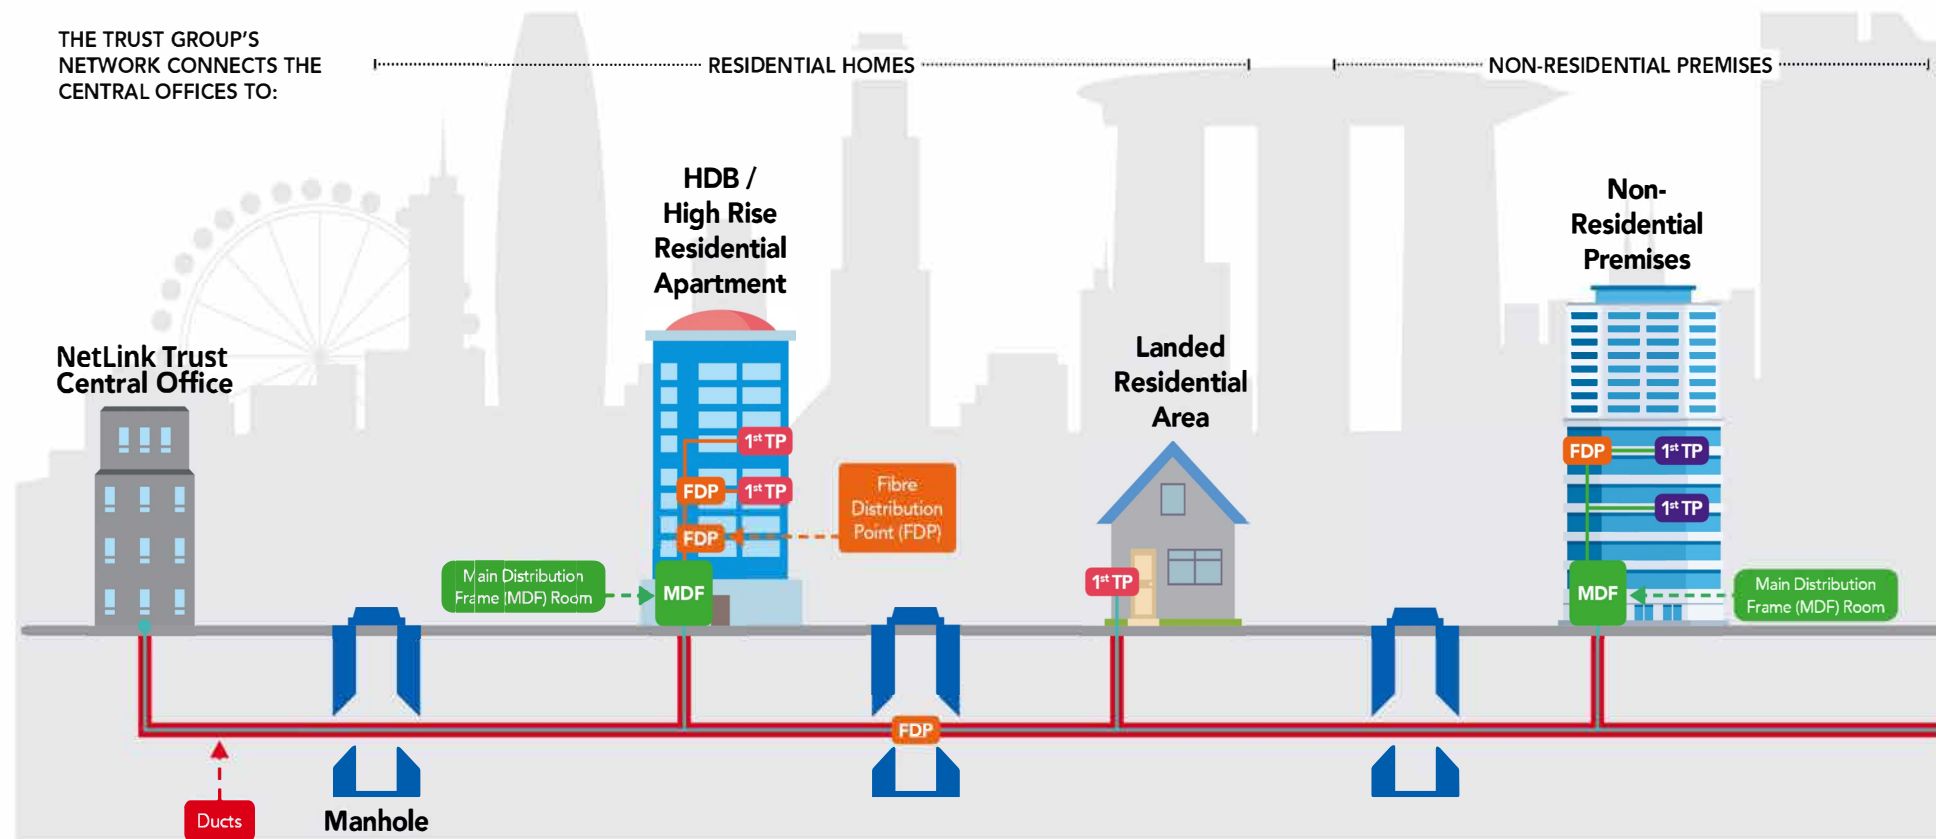 THE TRUST GROUP'S
NETWORK CONNECTS THE
CENTRAL OFFICES TO:
RESIDENTIAL HOMES
NON-RESIDENTIAL PREMISES
HDB /
High Rise
Residential
Apartment
Non-
Residential
Premises
NetLink Trust
Central Office
Landed
Residential
Area
1st TP
FDP
1st TP
FDP
1st TP
Fibre
Distribution
Point (FDP)
1st TP
FDP
Main Distribution
Frame (MDF) Room
MDF
1st TP
MDF
Main Distribution
Frame (MDF) Room
FDP
Ducts
Manhole